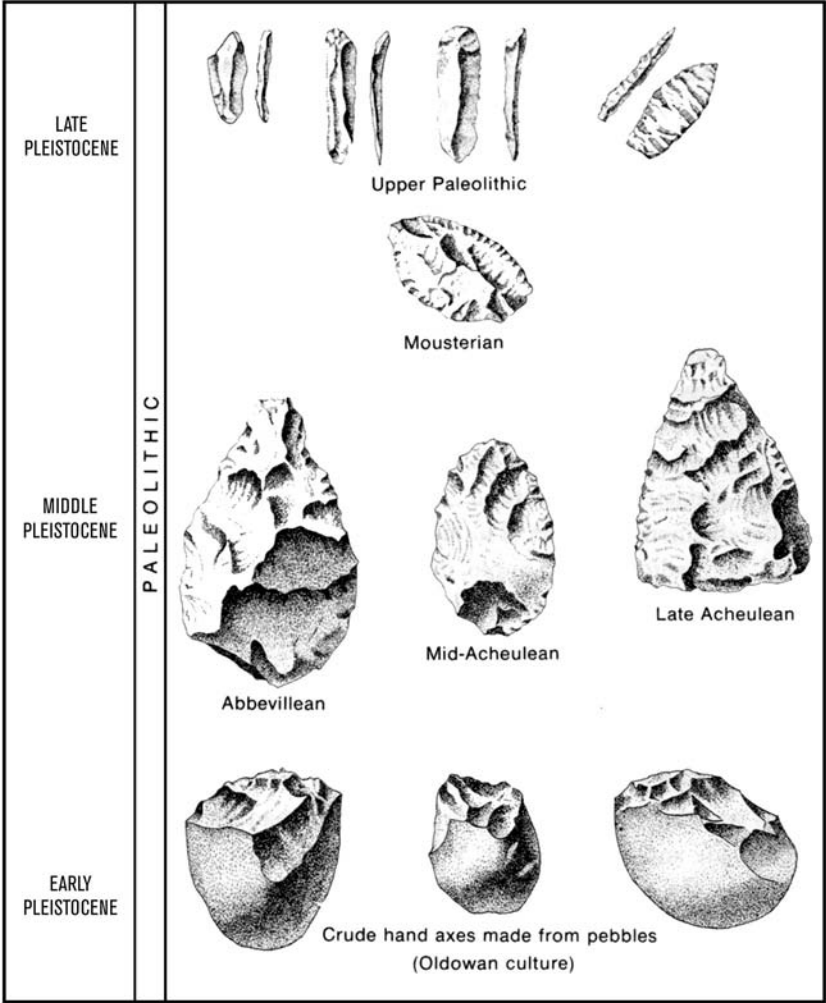 LATE
PLEISTOCENE
Upper Paleolithic
Mousterian
PALEOLITHIC
MIDDLE
PLEISTOCENE
Late Acheulean
Mid-Acheulean
Abbevillean
EARLY
PLEISTOCENE
Crude hand axes made from pebbles
(Oldowan culture)